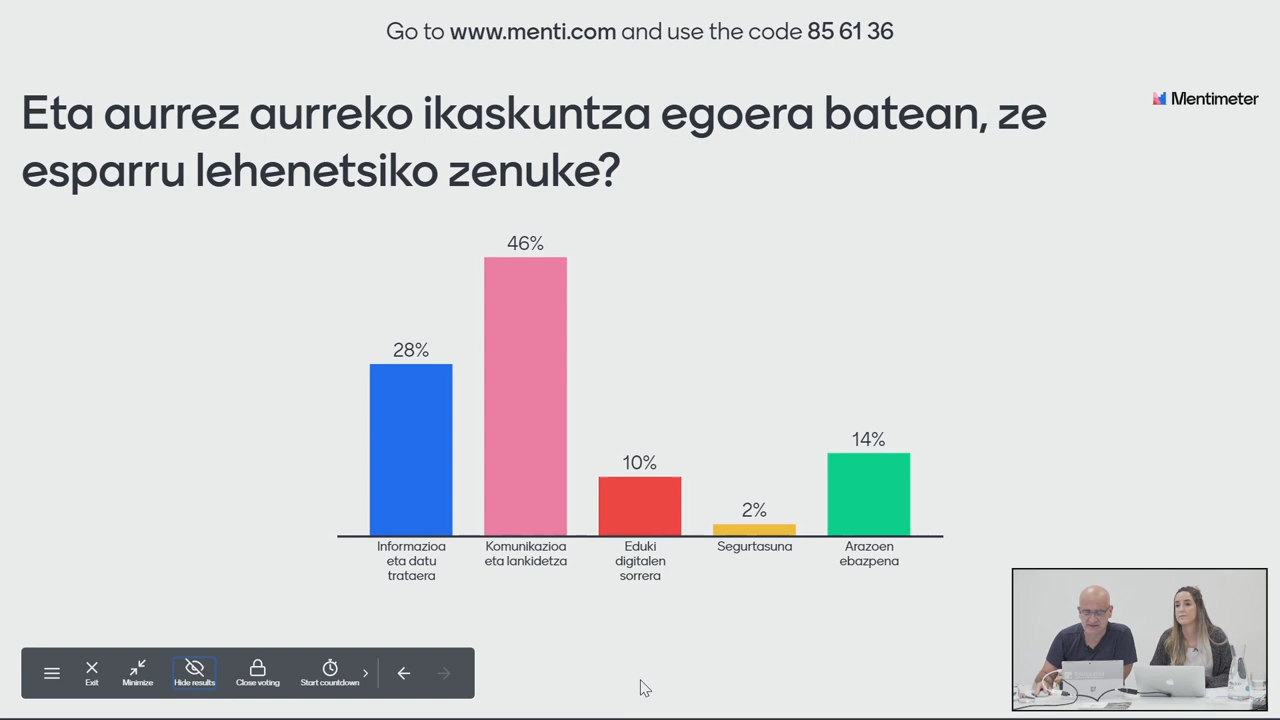 Go to www.menti.com and use the code 85 61 36
Eta aurrez aurreko ikaskuntza egoera batean, ze
esparru lehenetsiko zenuke?
Mentimeter
46%
28%
14%
10%
2%
Informazioa
eta datu
trataera
Komunikazioa
eta lankidetza
Eduki
digitalen
sorrera
Segurtasuna
Arazoen
ebazpena
Exit
Minimize
Hide results
Close voting
Start countdown